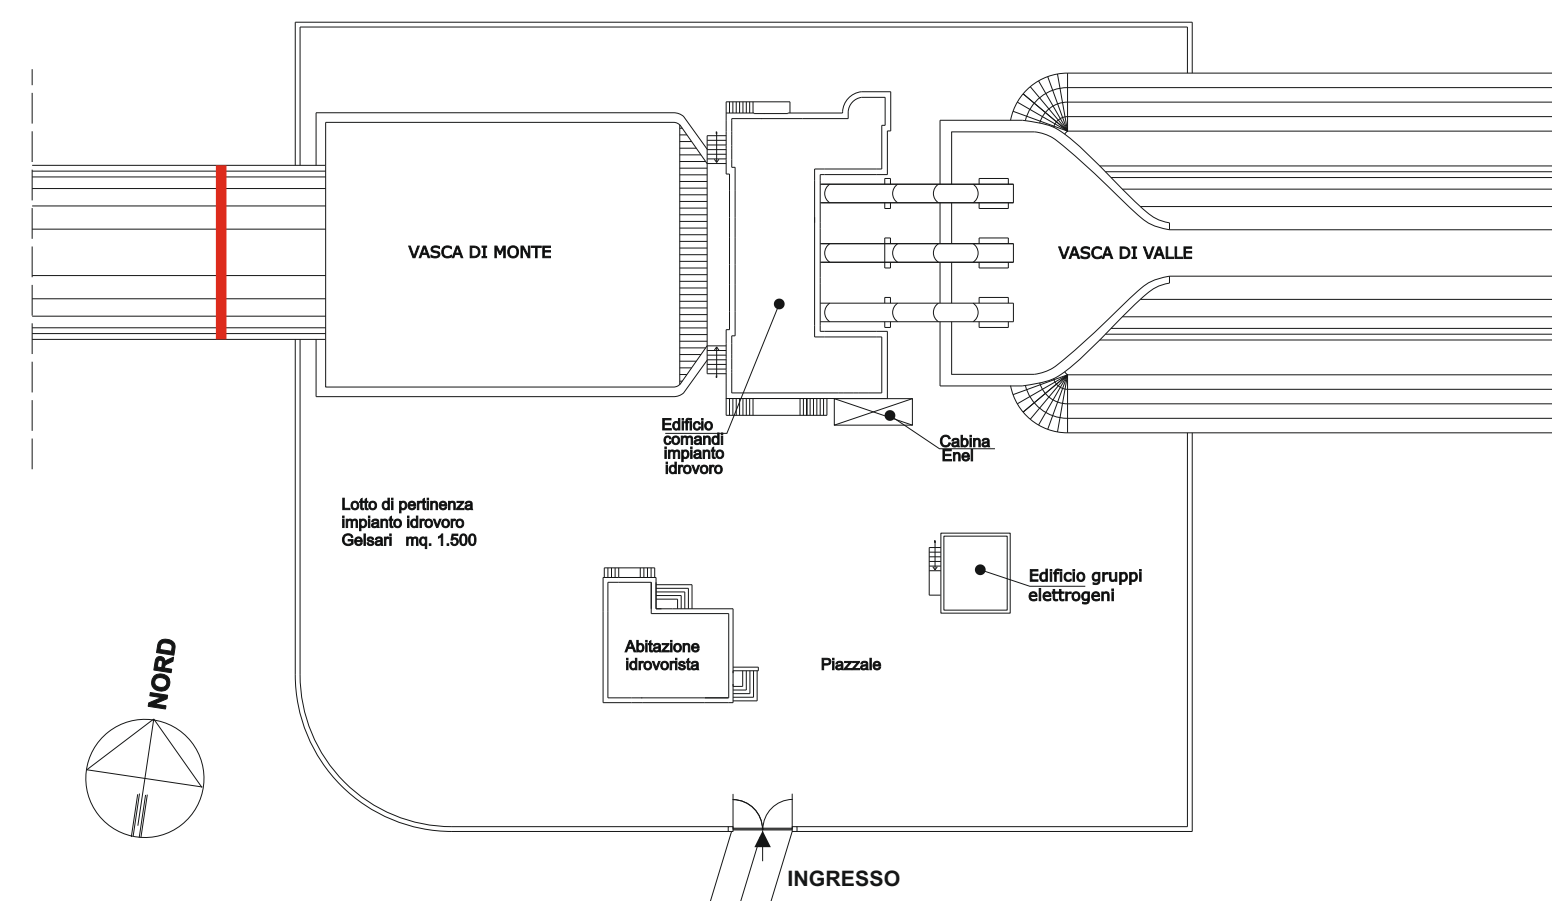 VASCA DI MONTE
VASCA DI VALLE
Edificio
comandi
impianto
idrovoro
Cabina
Enel
Lotto di pertinenza
impianto idrovoro
Gelsari mq. 1.500
Edificio gruppi
elettrogeni
Abitazione
idrovorista
Piazzale
NORD
INGRESSO